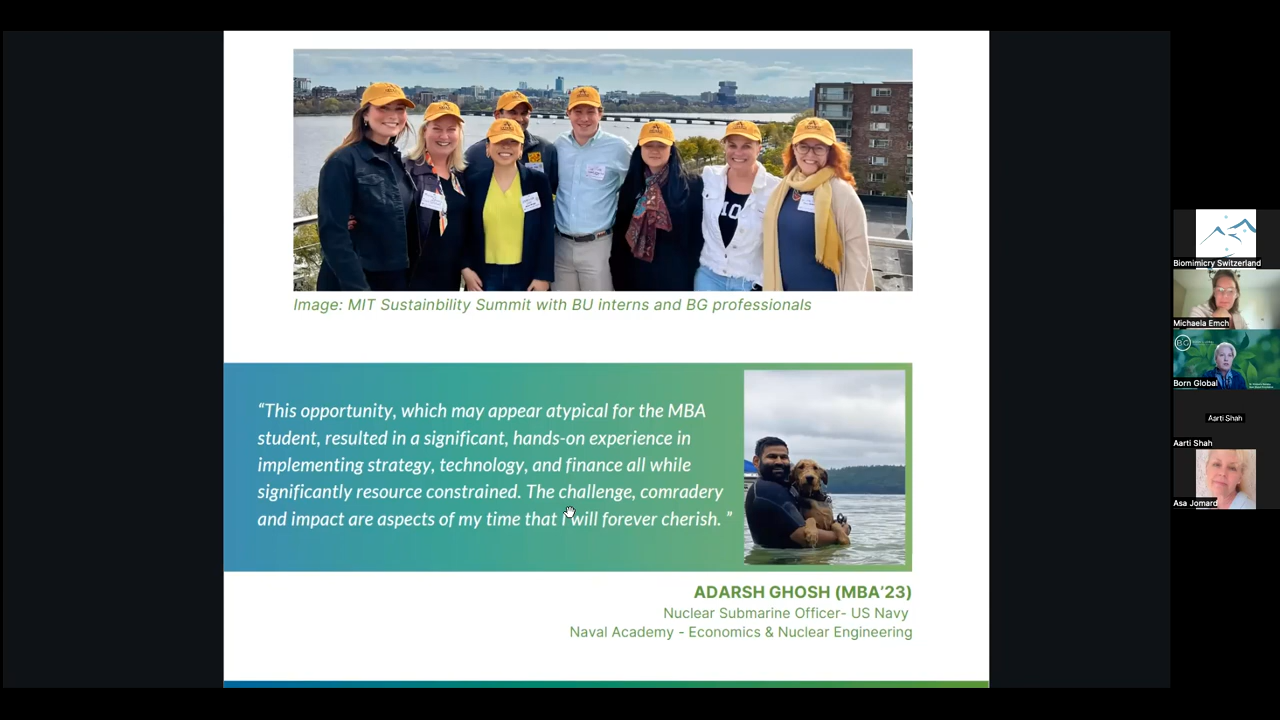 Image: MIT Sustainbility Summit with BU interns and BG professionals
“This opportunity, which may appear atypical for the MBA
student, resulted in a significant, hands-on experience in
implementing strategy, technology, and finance all while
significantly resource constrained. The challenge, comradery
and impact are aspects of my time that I will forever cherish. ”
ADARSH GHOSH (MBA’23)
Nuclear Submarine Officer- US Navy
Naval Academy - Economics & Nuclear Engineering
Biomimicry Switzerland
Michaela Emch
BG
Born Global
Aarti Shah
Aarti Shah
Asa Jomard